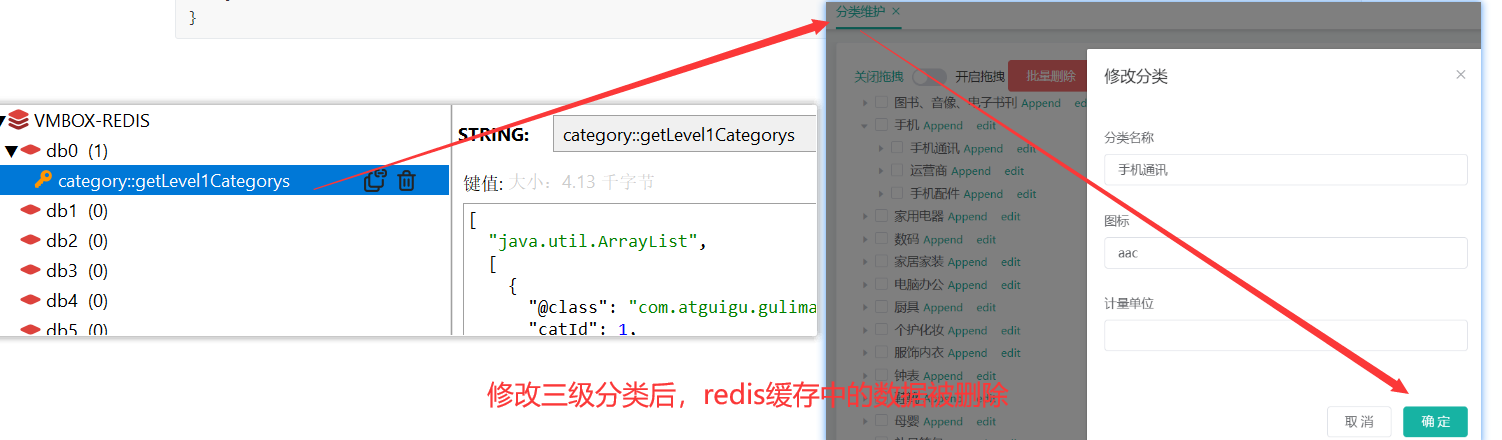 }
VMBOX-REDIS
db0 (1)
category::getLevel1Categorys
db1 (0)
db2 (0)
db3 (0)
db4 (0)
db5 (0)
STRING:
category::getLevel1Categorys
键值: 大小：4.13 千字节
[
"java.util.ArrayList",
[
{
"@class": "com.atguigu.gulima
"catId": 1,
修改三级分类后，redis缓存中的数据被删除
分类维护 ×
关闭拖拽 开启拖拽 批量删除
图书、音像、电子书刊 Append ed
手机 Append edit
手机通讯 Append edit
运营商 Append edit
手机配件 Append edit
家用电器 Append edit
数码 Append edit
家居家装 Append edit
电脑办公 Append edit
厨具 Append edit
个护化妆 Append edit
服饰内衣 Append edit
钟表 Append edit
Append edit
母婴 Append edit
Append edit
修改分类 ×
分类名称
手机通讯
图标
aac
计量单位
取消 确定